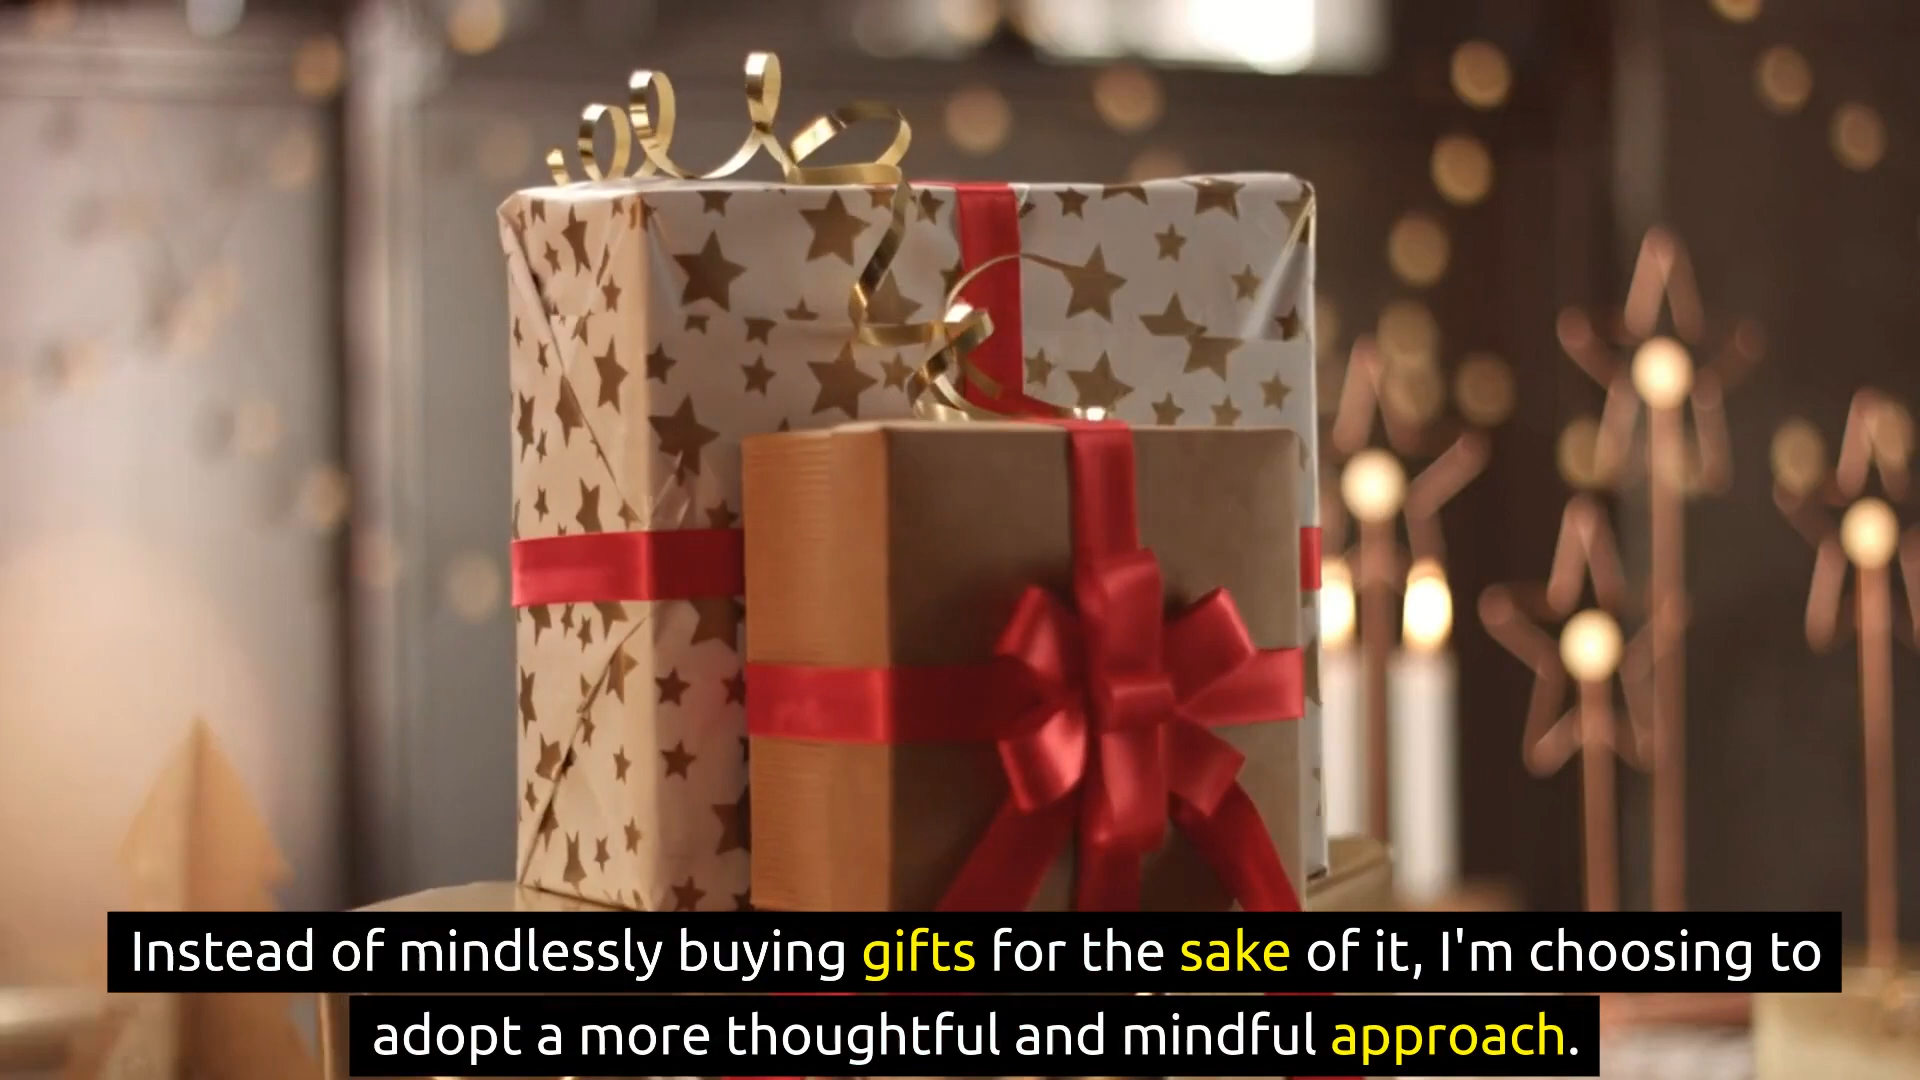 Instead of mindlessly buying gifts for the sake of it, I'm choosing to
adopt a more thoughtful and mindful approach.